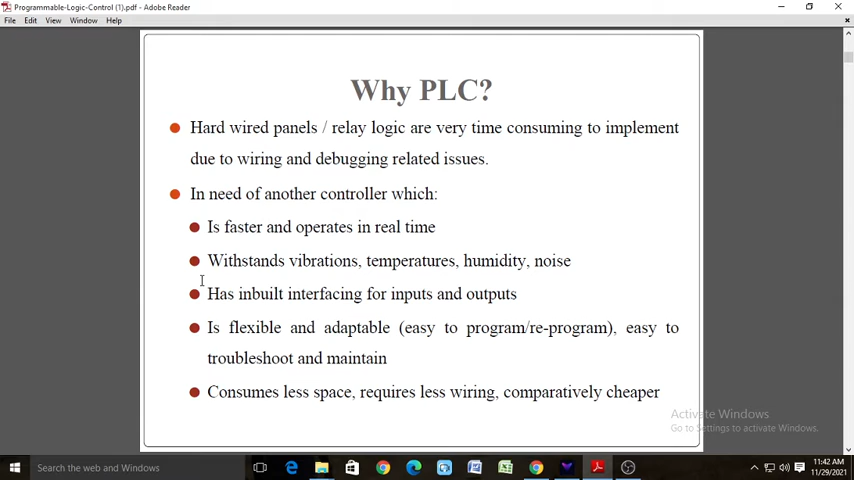 Programmable-Logic-Control (1).pdf - Adobe Reader
File Edit View Window Help
Why PLC?
Hard wired panels / relay logic are very time consuming to implement
due to wiring and debugging related issues.
In need of another controller which:
Is faster and operates in real time
Withstands vibrations, temperatures, humidity, noise
Has inbuilt interfacing for inputs and outputs
Is flexible and adaptable (easy to program/re-program), easy to
troubleshoot and maintain
Consumes less space, requires less wiring, comparatively cheaper
Activate Windows
Go to Settings to activate Windows.
Search the web and Windows
11:42 AM
11/29/2021